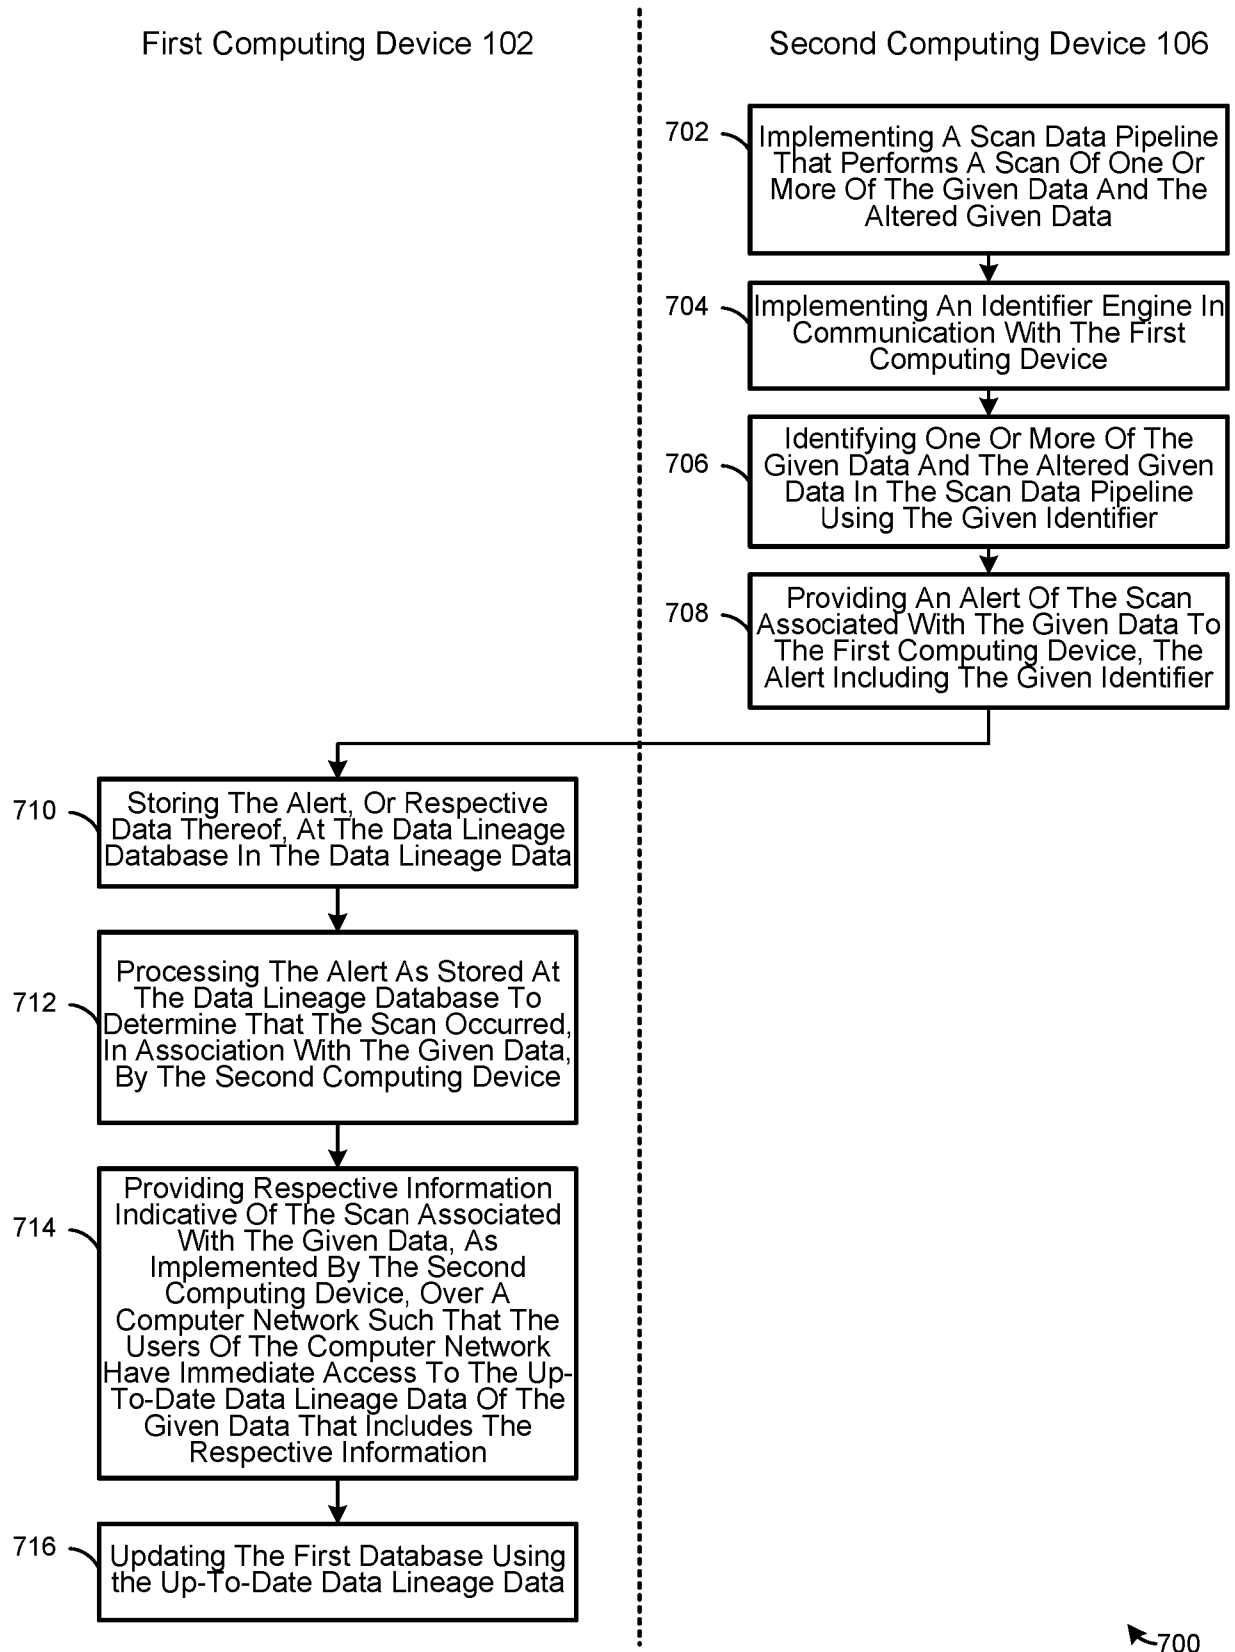 First Computing Device 102
Second Computing Device 106
702
Implementing A Scan Data Pipeline
That Performs A Scan Of One Or
More Of The Given Data And The
Altered Given Data
704
Implementing An Identifier Engine In
Communication With The First
Computing Device
706
Identifying One Or More Of The
Given Data And The Altered Given
Data In The Scan Data Pipeline
Using The Given Identifier
708
Providing An Alert Of The Scan
Associated With The Given Data To
The First Computing Device, The
Alert Including The Given Identifier
710
Storing The Alert, Or Respective
Data Thereof, At The Data Lineage
Database In The Data Lineage Data
712
Processing The Alert As Stored At
The Data Lineage Database To
Determine That The Scan Occurred,
In Association With The Given Data,
By The Second Computing Device
714
Providing Respective Information
Indicative Of The Scan Associated
With The Given Data, As
Implemented By The Second
Computing Device, Over A
Computer Network Such That The
Users Of The Computer Network
Have Immediate Access To The Up-
To-Date Data Lineage Data Of The
Given Data That Includes The
Respective Information
716
Updating The First Database Using
the Up-To-Date Data Lineage Data
700